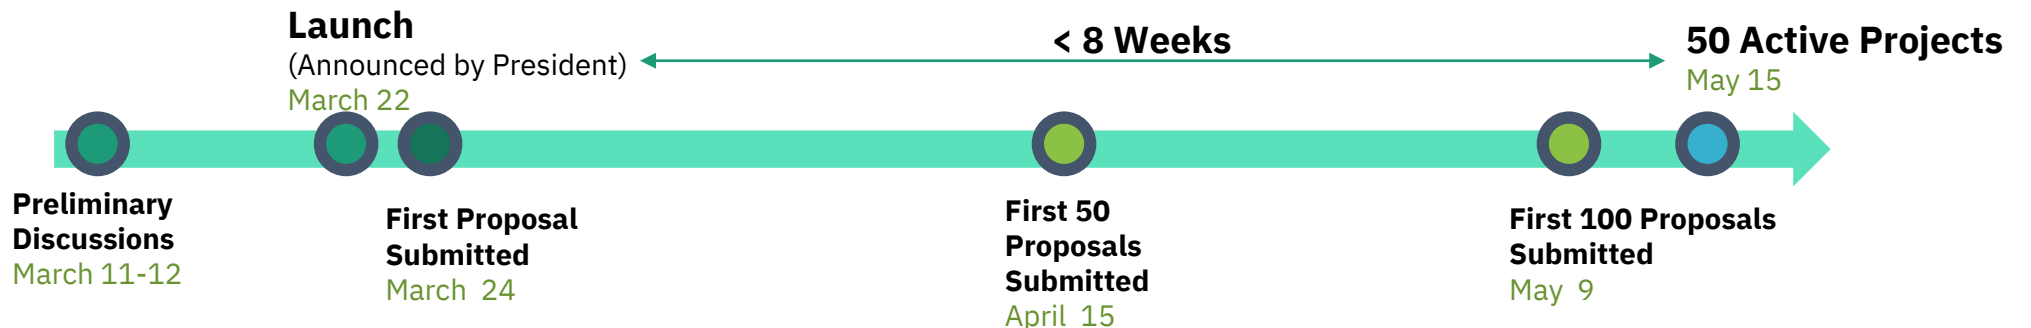 Launch
(Announced by President)
March 22
< 8 Weeks
50 Active Projects
May 15
Preliminary
Discussions
March 11-12
First Proposal
Submitted
March 24
First 50
Proposals
Submitted
April 15
First 100 Proposals
Submitted
May 9